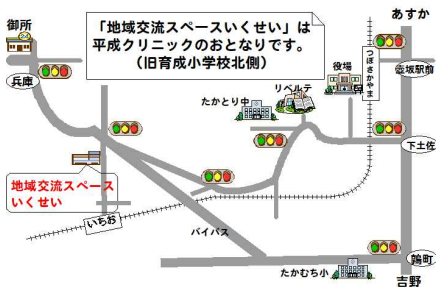 「地域交流スペースいくせい」は
平成クリニックのおとなりです。
（旧育成小学校北側）
あすか
御所
兵庫
つぼさかやま
壺坂駅前
役場
リベルテ
たかとり中
下土佐
地域交流スペース
いくせい
いちお
バイパス
たかむち小
鶉町
吉野